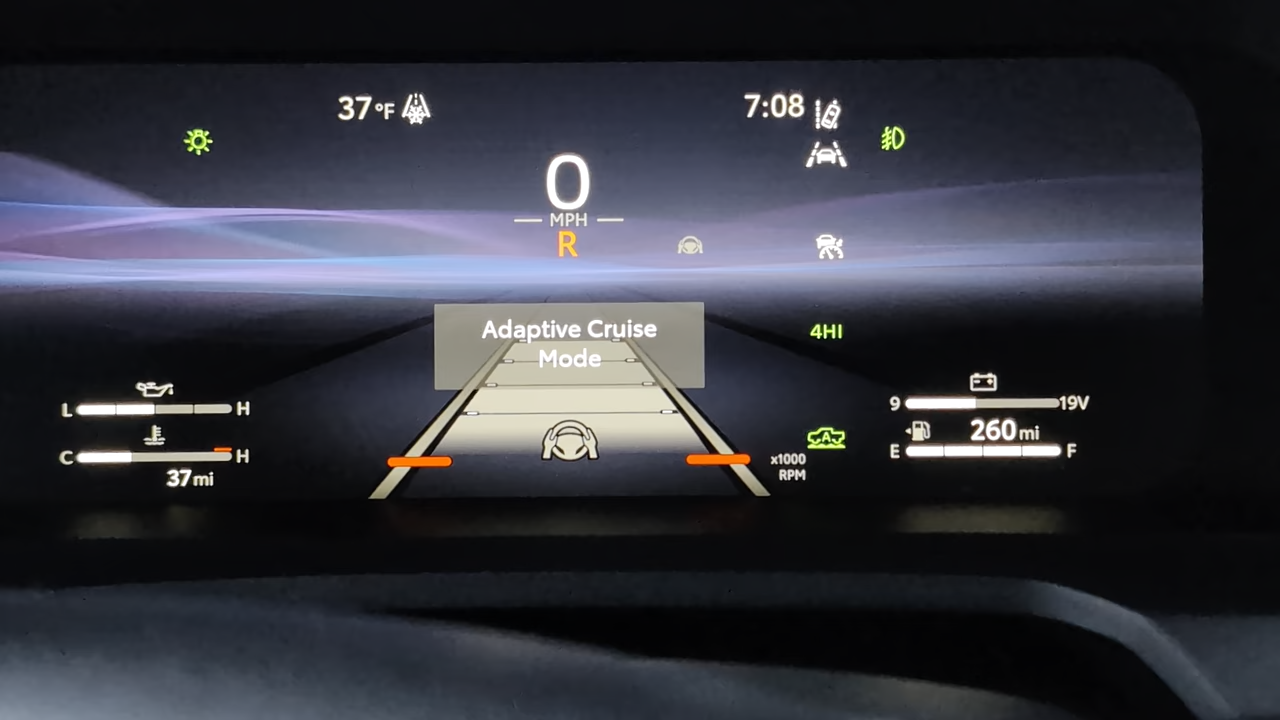 37°F
7:08
0
MPH
R
Adaptive Cruise
Mode
4HI
L H
C H
37 mi
A
x1000
RPM
9 19V
260 mi
E F